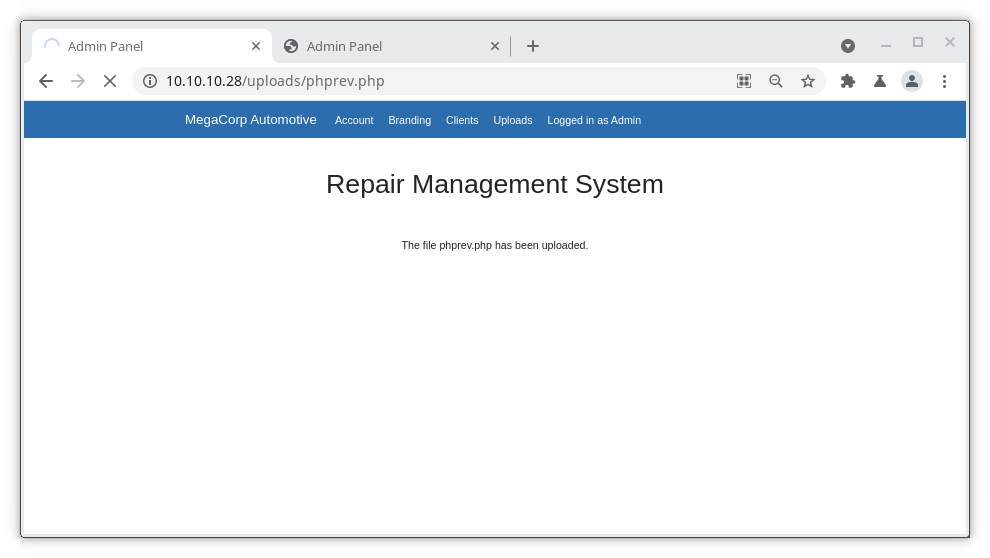 Admin Panel Admin Panel
10.10.10.28/uploads/phprev.php
MegaCorp Automotive Account Branding Clients Uploads Logged in as Admin
Repair Management System
The file phprev.php has been uploaded.